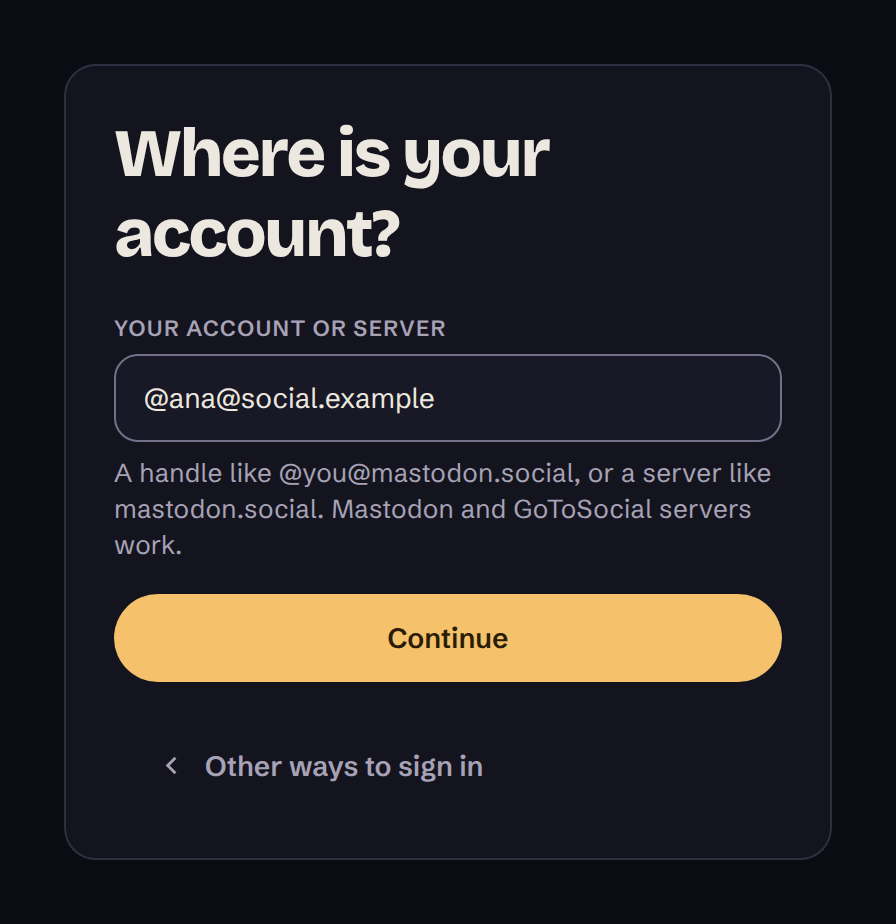 Where is your
account?
YOUR ACCOUNT OR SERVER
@ana@social.example
A handle like @you@mastodon.social, or a server like
mastodon.social. Mastodon and GoToSocial servers
work.
Continue
Other ways to sign in